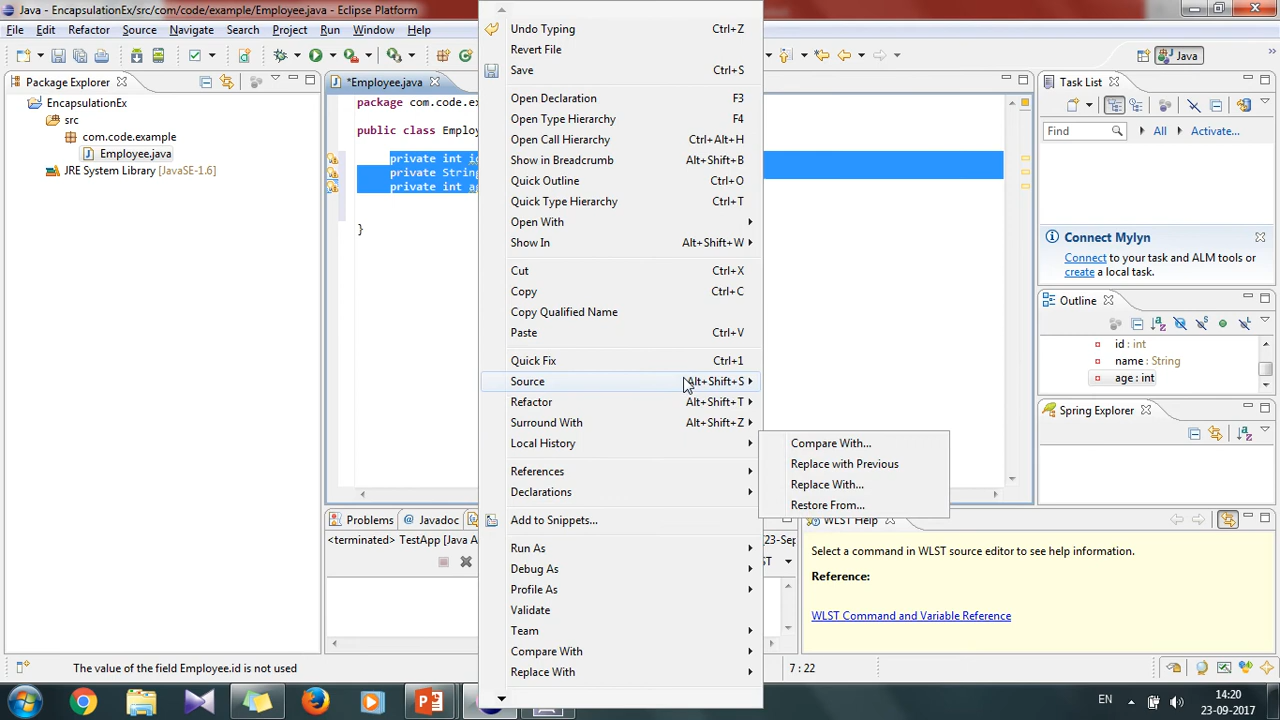 Java - EncapsulationEx/src/com/code/example/Employee.java - Eclipse Platform
File Edit Refactor Source Navigate Search Project Run Window Help
Java
Package Explorer
EncapsulationEx
src
com.code.example
Employee.java
JRE System Library [JavaSE-1.6]
*Employee.java
package com.code.ex
public class Employ
private int
private String
private int
}
Undo Typing Ctrl+Z
Revert File
Save Ctrl+S
Open Declaration F3
Open Type Hierarchy F4
Open Call Hierarchy Ctrl+Alt+H
Show in Breadcrumb Alt+Shift+B
Quick Outline Ctrl+O
Quick Type Hierarchy Ctrl+T
Open With
Show In Alt+Shift+W
Cut Ctrl+X
Copy Ctrl+C
Copy Qualified Name
Paste Ctrl+V
Quick Fix Ctrl+1
Source Alt+Shift+S
Refactor Alt+Shift+T
Surround With Alt+Shift+Z
Local History
References
Declarations
Add to Snippets...
Run As
Debug As
Profile As
Validate
Team
Compare With
Replace With
Compare With...
Replace with Previous
Replace With...
Restore From...
Task List
Find All Activate...
Connect Mylyn
Connect to your task and ALM tools or
create a local task.
Outline
id : int
name : String
age : int
Spring Explorer
Problems Javadoc
<terminated> TestApp [Java A
(23-Sep
ST
WLST Help
Select a command in WLST source editor to see help information.
Reference:
WLST Command and Variable Reference
The value of the field Employee.id is not used
7 : 22
EN
14:20
23-09-2017